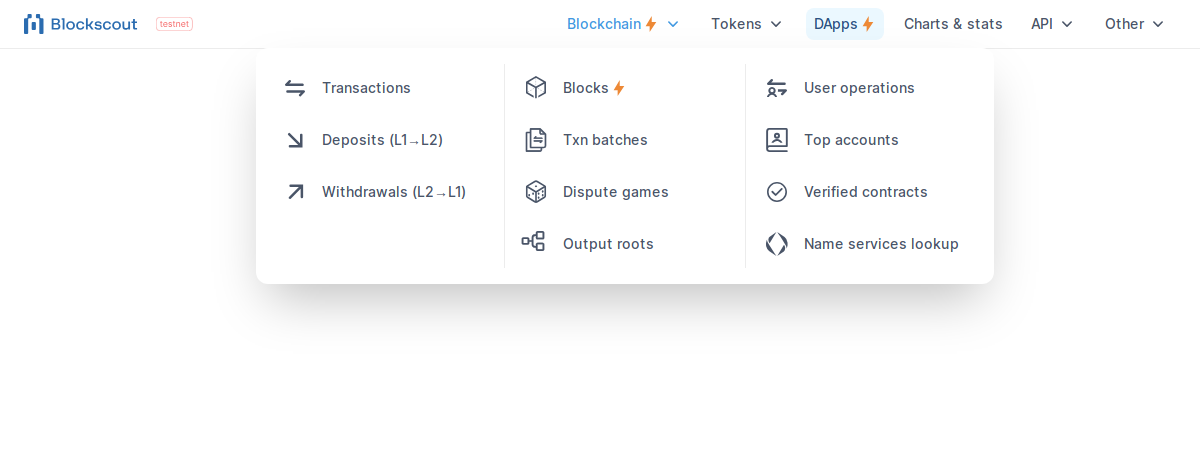 Blockscout testnet Blockchain Tokens DApps Charts & stats API Other
Transactions
Deposits (L1→L2)
Withdrawals (L2→L1)
Blocks
Txn batches
Dispute games
Output roots
User operations
Top accounts
Verified contracts
Name services lookup